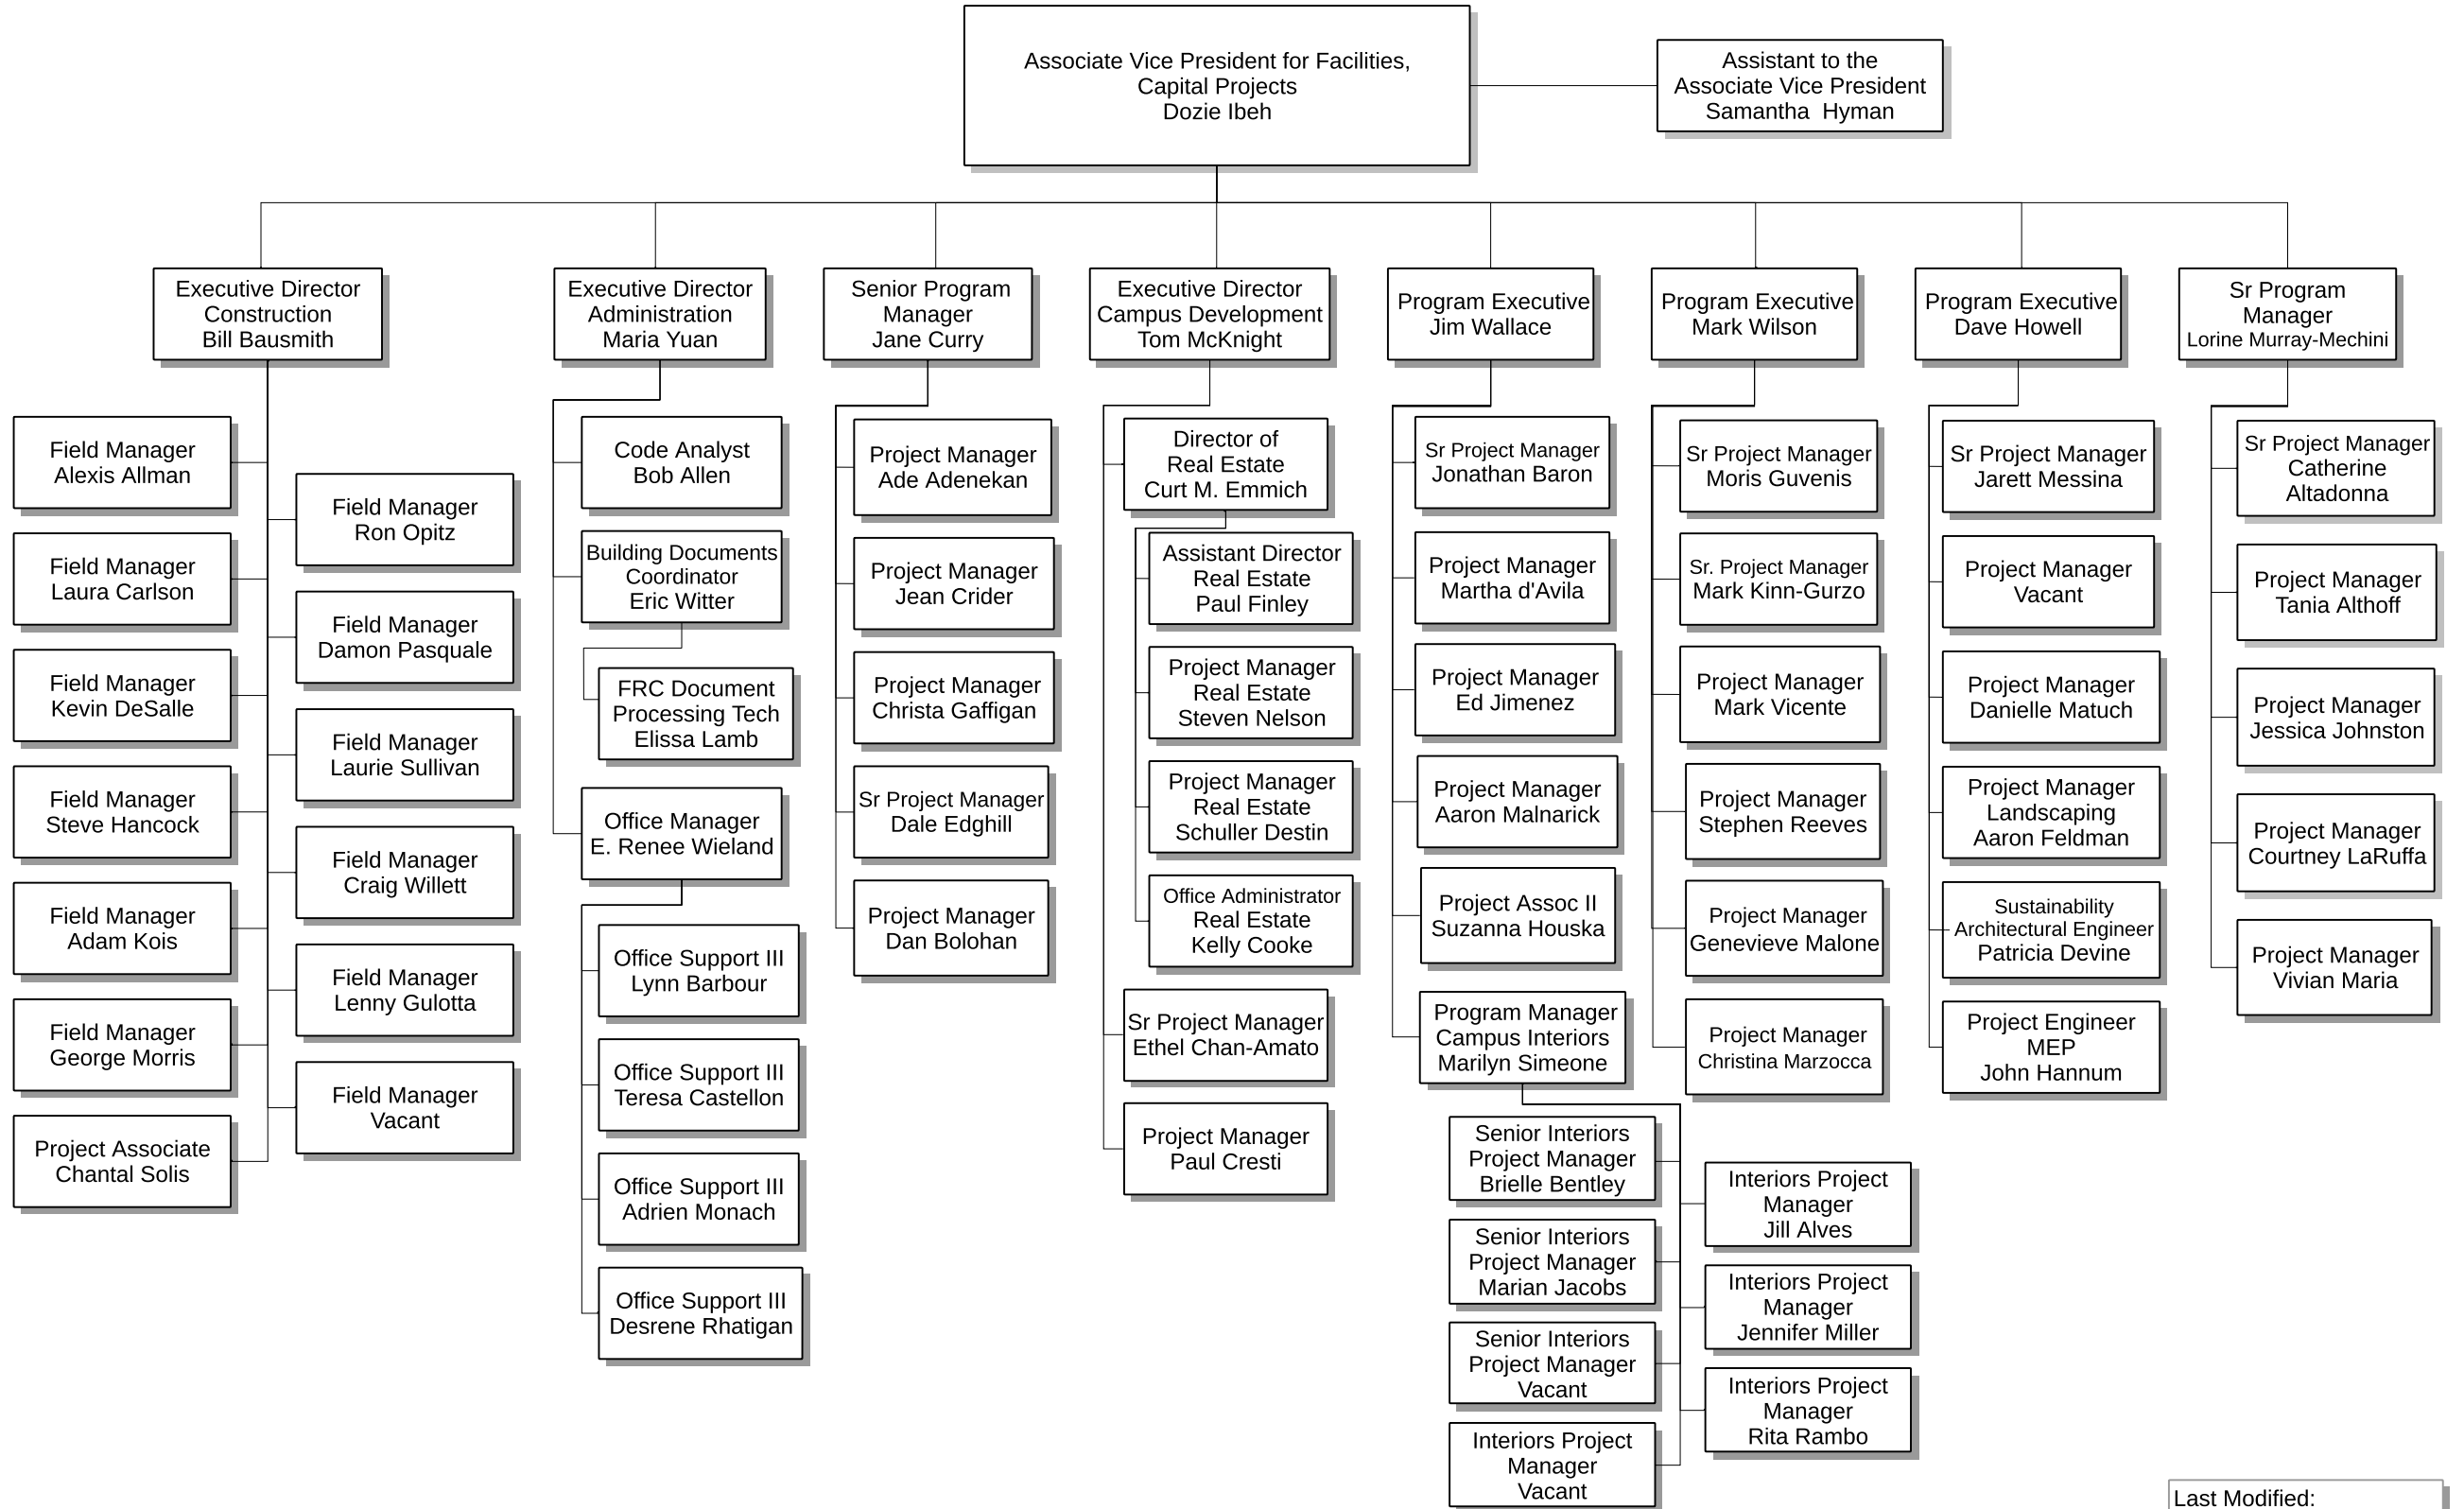 Associate Vice President for Facilities,
Capital Projects
Dozie Ibeh
Assistant to the
Associate Vice President
Samantha Hyman
Executive Director
Construction
Bill Bausmith
Field Manager
Alexis Allman
Field Manager
Laura Carlson
Field Manager
Kevin DeSalle
Field Manager
Steve Hancock
Field Manager
Adam Kois
Field Manager
George Morris
Project Associate
Chantal Solis
Field Manager
Ron Opitz
Field Manager
Damon Pasquale
Field Manager
Laurie Sullivan
Field Manager
Craig Willett
Field Manager
Lenny Gulotta
Field Manager
Vacant
Executive Director
Administration
Maria Yuan
Code Analyst
Bob Allen
Building Documents
Coordinator
Eric Witter
FRC Document
Processing Tech
Elissa Lamb
Office Manager
E. Renee Wieland
Office Support III
Lynn Barbour
Office Support III
Teresa Castellon
Office Support III
Adrien Monach
Office Support III
Desrene Rhatigan
Senior Program
Manager
Jane Curry
Project Manager
Ade Adenekan
Project Manager
Jean Crider
Project Manager
Christa Gaffigan
Sr Project Manager
Dale Edghill
Project Manager
Dan Bolohan
Executive Director
Campus Development
Tom McKnight
Director of
Real Estate
Curt M. Emmich
Assistant Director
Real Estate
Paul Finley
Project Manager
Real Estate
Steven Nelson
Project Manager
Real Estate
Schuller Destin
Office Administrator
Real Estate
Kelly Cooke
Sr Project Manager
Ethel Chan-Amato
Project Manager
Paul Cresti
Program Executive
Jim Wallace
Sr Project Manager
Jonathan Baron
Project Manager
Martha d'Avila
Project Manager
Ed Jimenez
Project Manager
Aaron Malnarick
Project Assoc II
Suzanna Houska
Program Manager
Campus Interiors
Marilyn Simeone
Senior Interiors
Project Manager
Brielle Bentley
Senior Interiors
Project Manager
Marian Jacobs
Senior Interiors
Project Manager
Vacant
Interiors Project
Manager
Vacant
Interiors Project
Manager
Jill Alves
Interiors Project
Manager
Jennifer Miller
Interiors Project
Manager
Rita Rambo
Program Executive
Mark Wilson
Sr Project Manager
Moris Guvenis
Sr. Project Manager
Mark Kinn-Gurzo
Project Manager
Mark Vicente
Project Manager
Stephen Reeves
Project Manager
Genevieve Malone
Project Manager
Christina Marzocca
Program Executive
Dave Howell
Sr Project Manager
Jarett Messina
Project Manager
Vacant
Project Manager
Danielle Matuch
Project Manager
Landscaping
Aaron Feldman
Sustainability
Architectural Engineer
Patricia Devine
Project Engineer
MEP
John Hannum
Sr Program
Manager
Lorine Murray-Mechini
Sr Project Manager
Catherine
Altadonna
Project Manager
Tania Althoff
Project Manager
Jessica Johnston
Project Manager
Courtney LaRuffa
Project Manager
Vivian Maria
Last Modified: